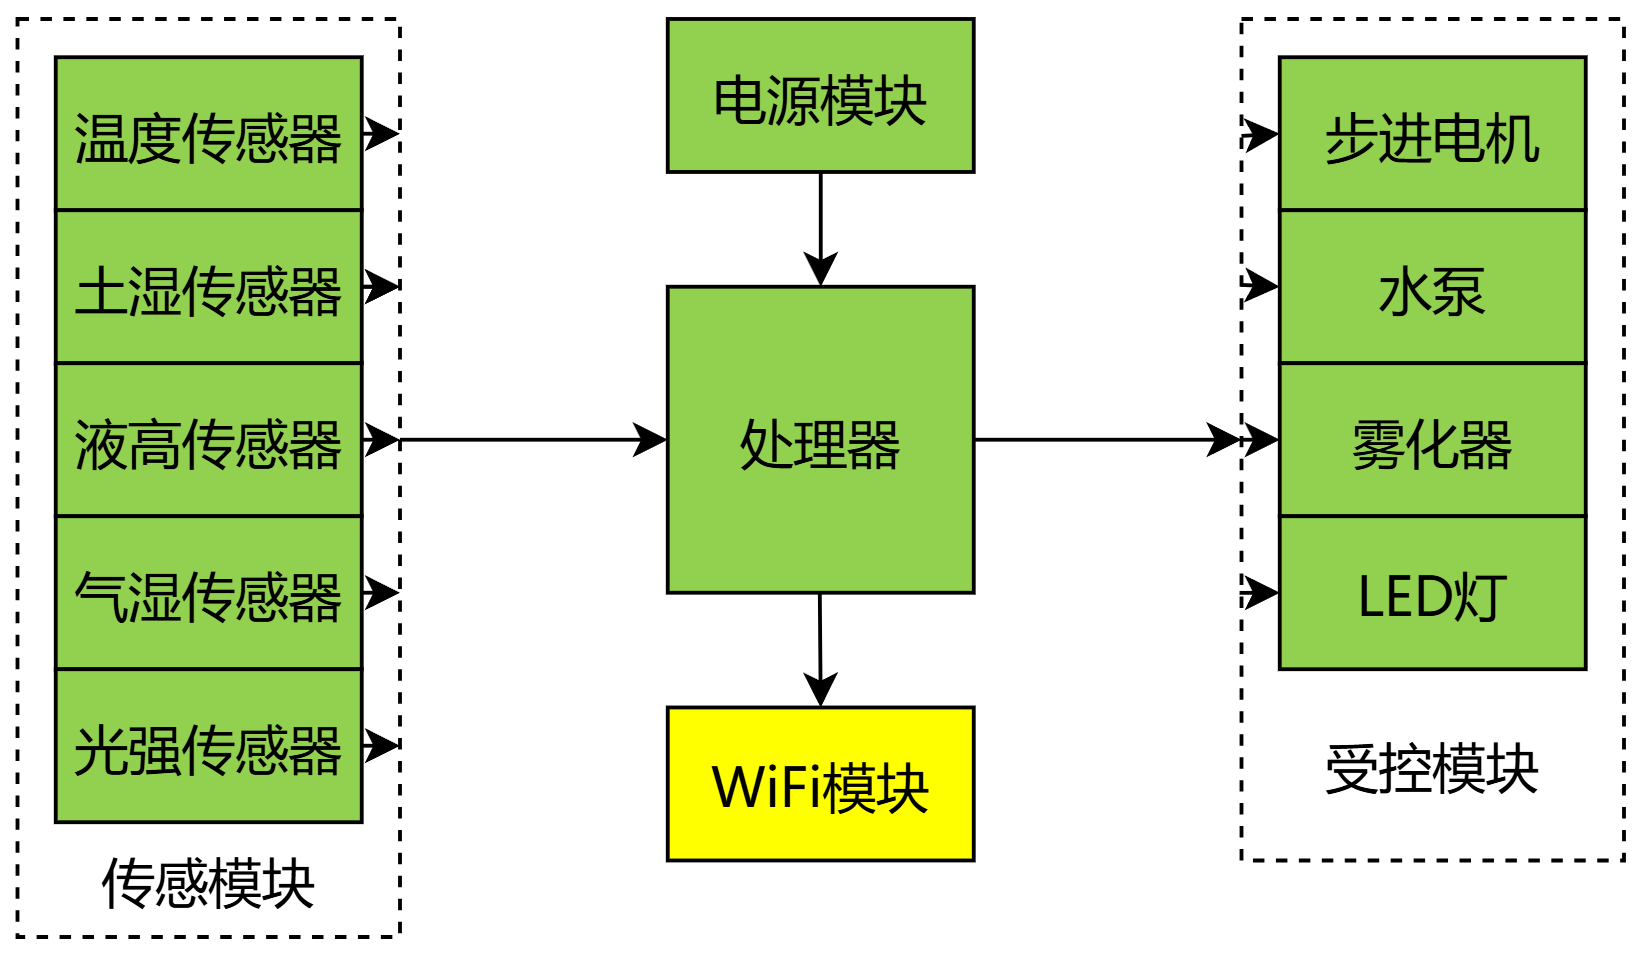 温度传感器
土湿传感器
液高传感器
气湿传感器
光强传感器
传感模块
电源模块
处理器
WiFi模块
步进电机
水泵
雾化器
LED灯
受控模块